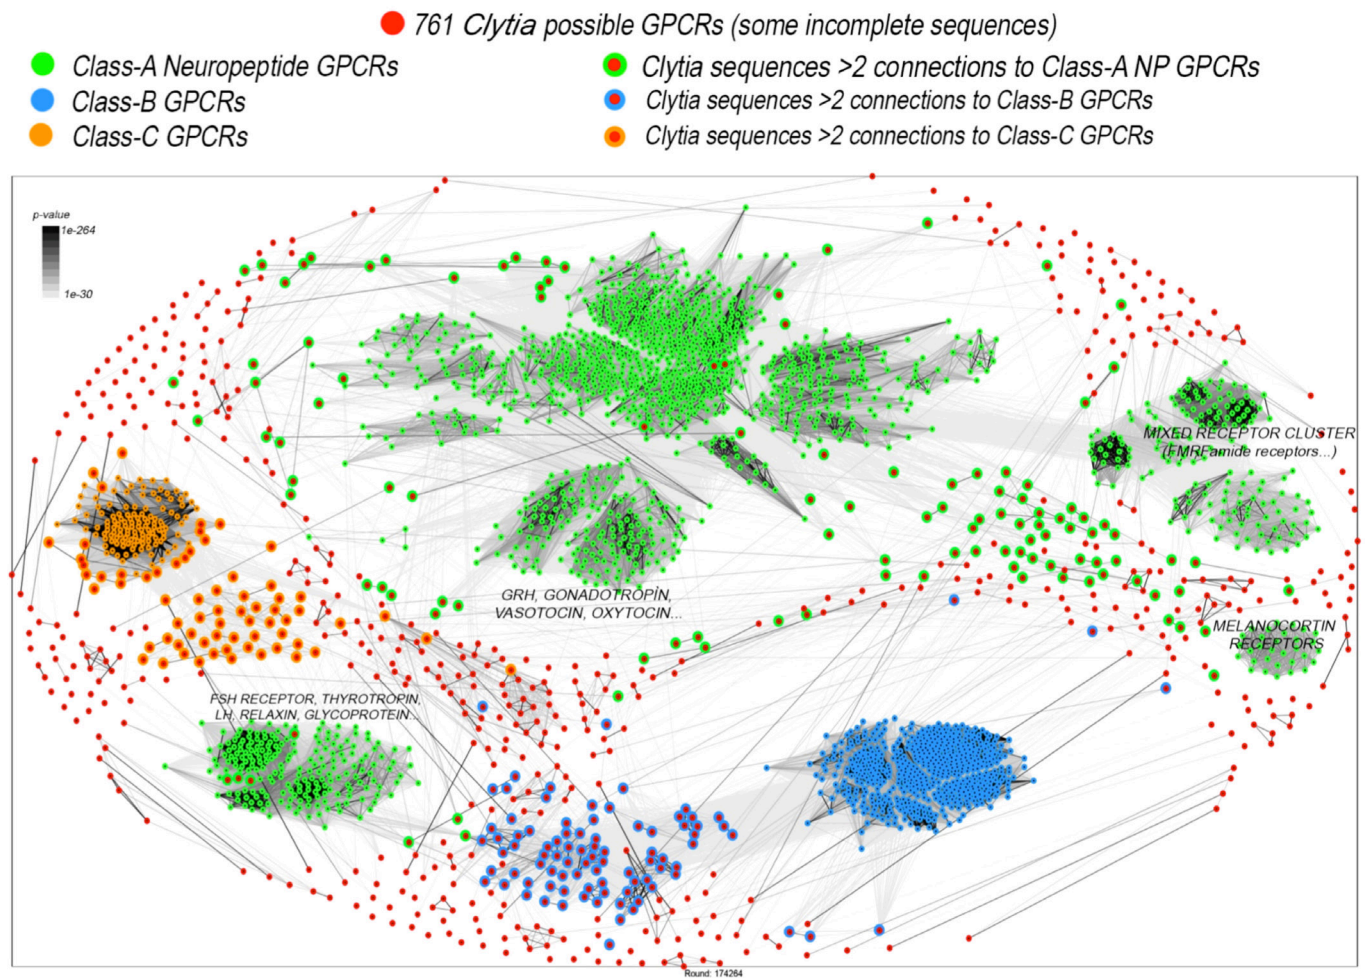 761 Clytia possible GPCRs (some incomplete sequences)
Class-A Neuropeptide GPCRs
Class-B GPCRs
Class-C GPCRs
Clytia sequences >2 connections to Class-A NP GPCRs
Clytia sequences >2 connections to Class-B GPCRs
Clytia sequences >2 connections to Class-C GPCRs
p-value
1e-264
1e-30
MIXED RECEPTOR CLUSTER
(FMRFamide receptors...)
GRH, GONADOTROPİN,
VASOTOCIN, OXYTOCIN...
MELANOCORTIN
RECEPTORS
FSH RECEPTOR, THYROTROPIN,
LH, RELAXIN, GLYCOPROTEIN...
Round: 174264